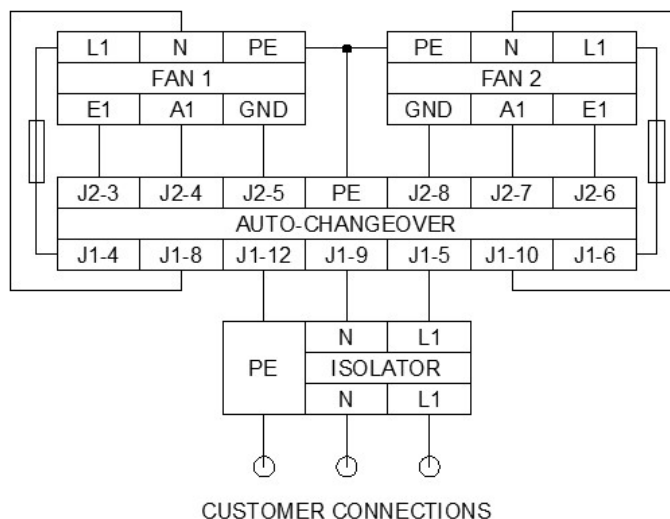 L1 N PE PE N L1
FAN 1 FAN 2
E1 A1 GND GND A1 E1
J2-3 J2-4 J2-5 PE J2-8 J2-7 J2-6
AUTO-CHANGEOVER
J1-4 J1-8 J1-12 J1-9 J1-5 J1-10 J1-6
N L1
PE ISOLATOR
N L1
CUSTOMER CONNECTIONS